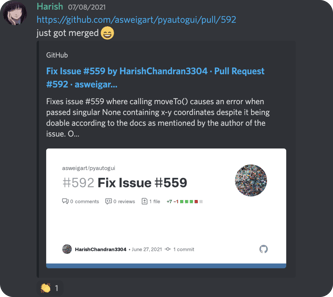 Harish 07/08/2021
https://github.com/asweigart/pyautogui/pull/592
just got merged
GitHub
Fix Issue #559 by HarishChandran3304 · Pull Request
#592 · asweigar...
Fixes issue #559 where calling moveTo() causes an error when
passed singular None containing x-y coordinates despite it being
doable according to the docs as mentioned by the author of the
issue. O...
asweigart/pyautogui
#592 Fix Issue #559
0 comments 0 reviews 1 file +7 -1
HarishChandran3304 • June 27, 2021 1 commit
1